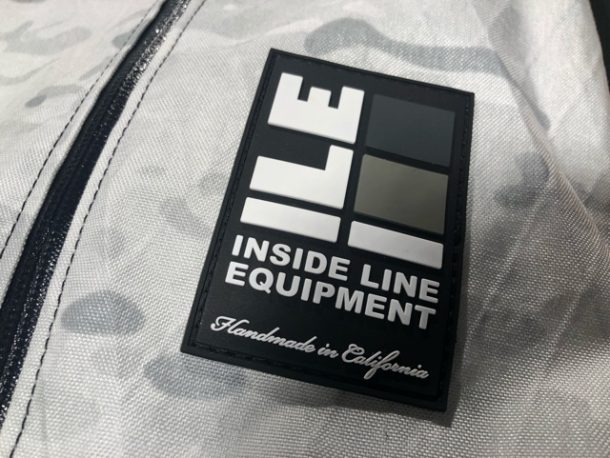 ILE
INSIDE LINE
EQUIPMENT
Handmade in California